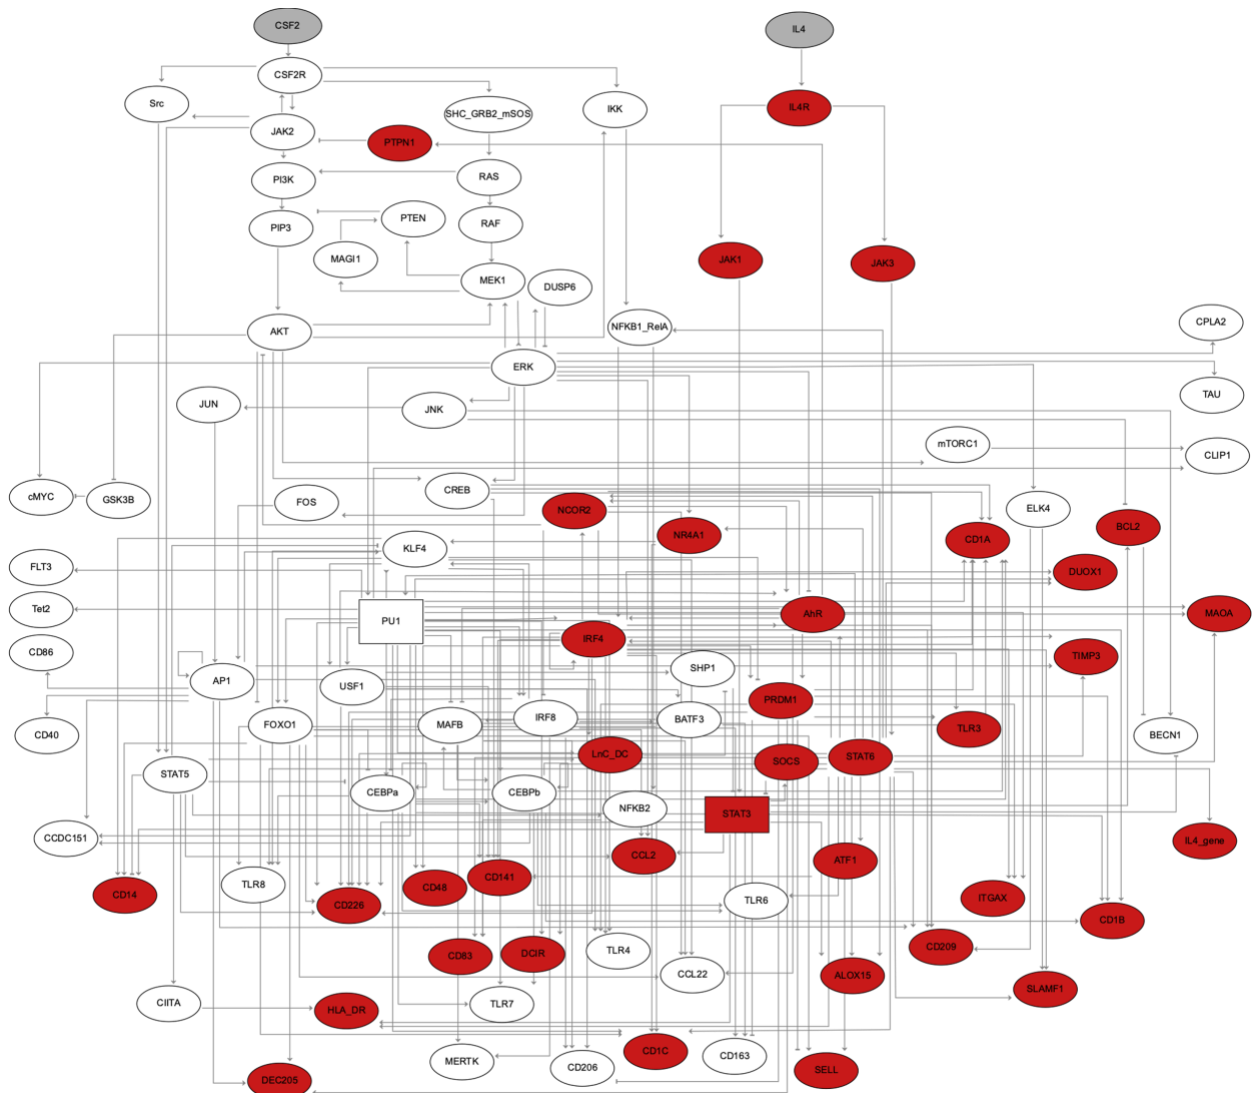 CSF2
IL4
CSF2R
Src
IL4R
IKK
SHC_GRB2_mSOS
JAK2
PTPN1
PI3K
RAS
PTEN
RAF
PIP3
MAGI1
JAK1
JAK3
MEK1
DUSP6
CPLA2
NFKB1_RelA
AKT
ERK
TAU
JUN
JNK
mTORC1
CLIP1
CREB
cMYC
GSK3B
FOS
NCOR2
ELK4
BCL2
NR4A1
CD1A
KLF4
FLT3
DUOX1
Tet2
AhR
MAOA
PU1
IRF4
CD86
TIMP3
SHP1
AP1
USF1
PRDM1
IRF8
BATF3
FOXO1
MAFB
TLR3
CD40
BECN1
LnC_DC
SOCS
STAT6
STAT5
CEBPa
CEBPb
NFKB2
STAT3
CCDC151
IL4_gene
CCL2
ATF1
CD141
TLR8
CD48
CD14
ITGAX
TLR6
CD226
CD1B
CD209
TLR4
CD83
DCIR
CCL22
ALOX15
SLAMF1
CIITA
TLR7
HLA_DR
CD1C
CD163
MERTK
CD206
SELL
DEC205